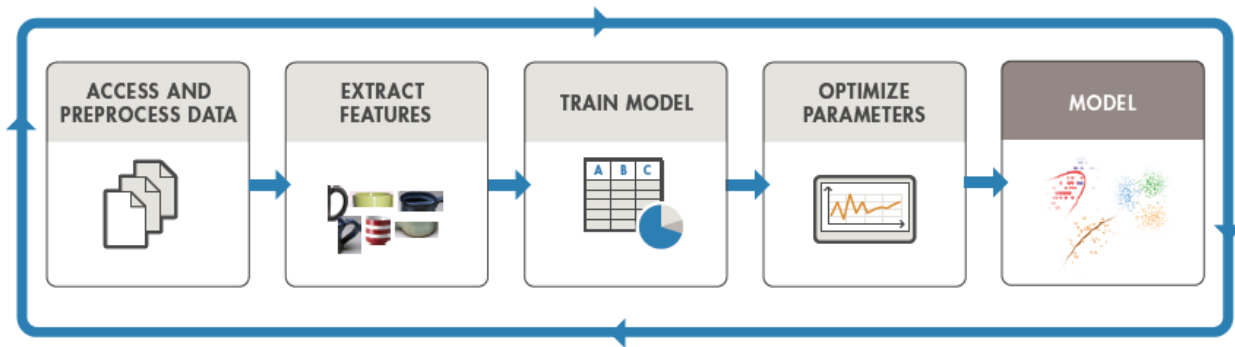 ACCESS AND
PREPROCESS DATA
EXTRACT
FEATURES
TRAIN MODEL
A B C
OPTIMIZE
PARAMETERS
MODEL